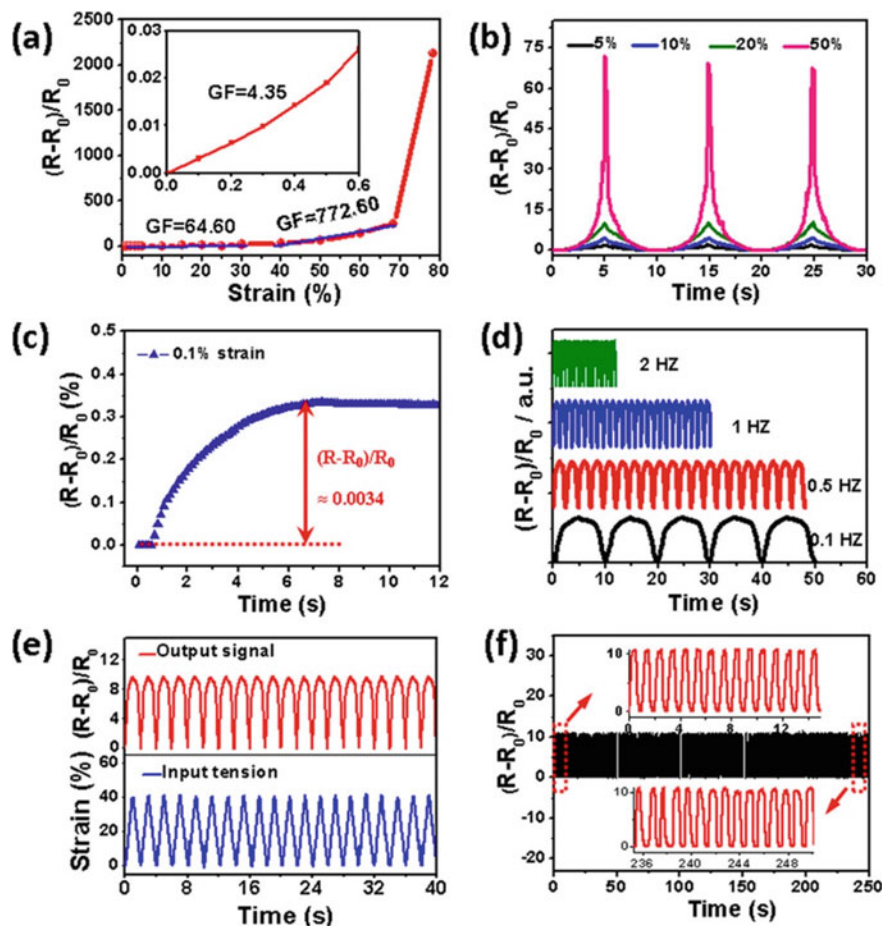 (a)
(R-R0)/R0
2500
2000
1500
1000
500
250
0
0.03
0.02
0.01
0.00
GF=4.35
0.0 0.2 0.4 0.6
GF=64.60
GF=772.60
0 10 20 30 40 50 60 70 80
Strain (%)
(b)
(R-R0)/R0
75
60
45
30
15
0
5% 10% 20% 50%
0 5 10 15 20 25 30
Time (s)
(c)
(R-R0)/R0 (%)
0.5
0.4
0.3
0.2
0.1
0.0
0.1% strain
(R-R0)/R0
≈ 0.0034
0 2 4 6 8 10 12
Time (s)
(d)
(R-R0)/R0 / a.u.
2 HZ
1 HZ
0.5 HZ
0.1 HZ
0 10 20 30 40 50 60
Time (s)
(e)
(R-R0)/R0
12
8
4
0
Output signal
Strain (%)
60
40
20
0
Input tension
0 8 16 24 32 40
Time (s)
(f)
(R-R0)/R0
30
20
10
0
-10
-20
10
0
0 4 8 12
10
0
236 240 244 248
0 50 100 150 200 250
Time (s)